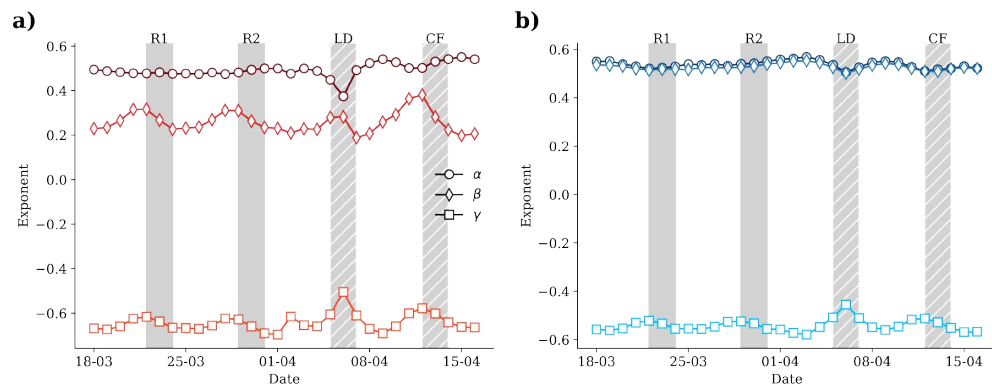 a)
R1 R2 LD CF
0.6
0.4
0.2
0.0
−0.2
−0.4
−0.6
Exponent
α
β
γ
18-03 25-03 01-04 08-04 15-04
Date
b)
R1 R2 LD CF
0.6
0.4
0.2
0.0
−0.2
−0.4
−0.6
Exponent
18-03 25-03 01-04 08-04 15-04
Date